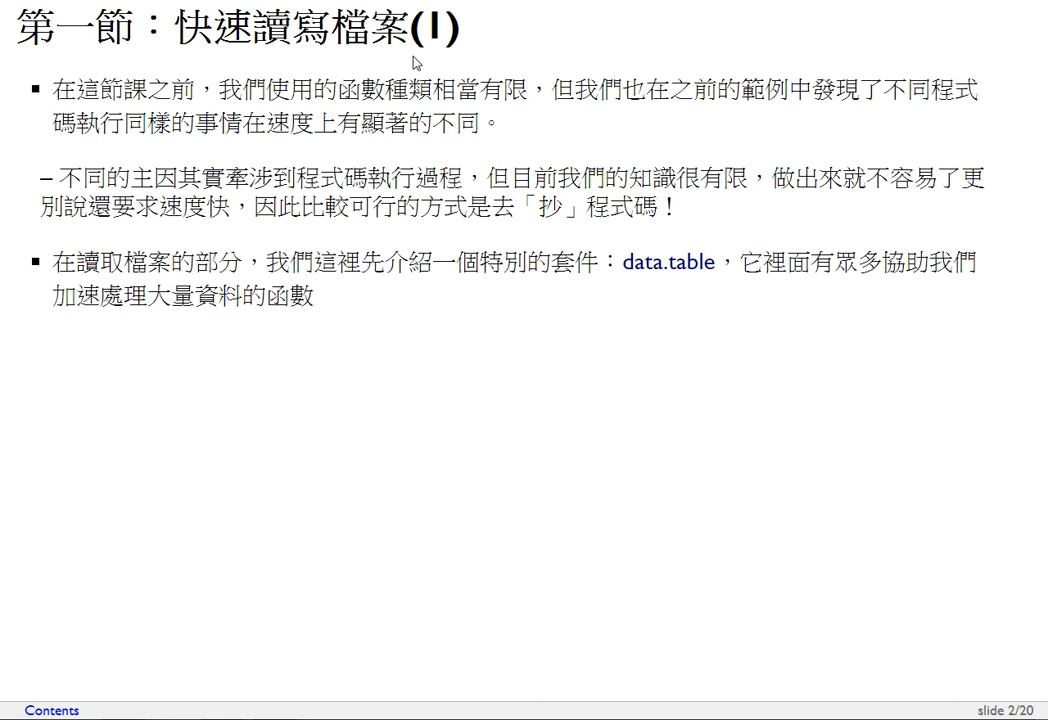 第一節：快速讀寫檔案(1)
在這節課之前，我們使用的函數種類相當有限，但我們也在之前的範例中發現了不同程式
碼執行同樣的事情在速度上有顯著的不同。
– 不同的主因其實牽涉到程式碼執行過程，但目前我們的知識很有限，做出來就不容易了更
別說還要求速度快，因此比較可行的方式是去「抄」程式碼！
在讀取檔案的部分，我們這裡先介紹一個特別的套件：data.table，它裡面有眾多協助我們
加速處理大量資料的函數
Contents
slide 2/20